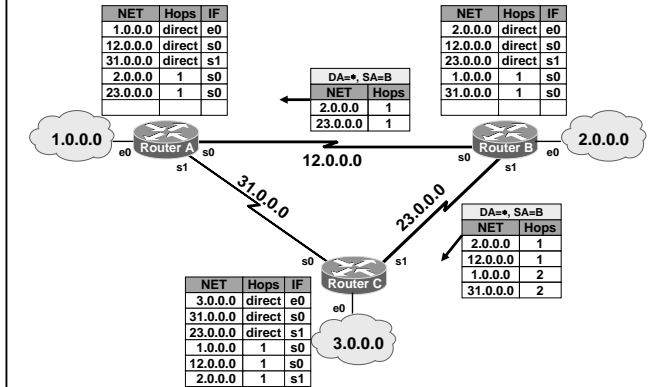 NET Hops IF
1.0.0.0 direct e0
12.0.0.0 direct s0
31.0.0.0 direct s1
2.0.0.0 1 s0
23.0.0.0 1 s0
NET Hops IF
2.0.0.0 direct e0
12.0.0.0 direct s0
23.0.0.0 direct s1
1.0.0.0 1 s0
31.0.0.0 1 s0
DA=*, SA=B
NET Hops
2.0.0.0 1
23.0.0.0 1
1.0.0.0
e0
Router A
s0
s1
12.0.0.0
s0
Router B
e0
s1
2.0.0.0
31.0.0.0
23.0.0.0
DA=*, SA=B
NET Hops
2.0.0.0 1
12.0.0.0 1
1.0.0.0 2
31.0.0.0 2
s0
s1
Router C
e0
3.0.0.0
NET Hops IF
3.0.0.0 direct e0
31.0.0.0 direct s0
23.0.0.0 direct s1
1.0.0.0 1 s0
12.0.0.0 1 s0
2.0.0.0 1 s1